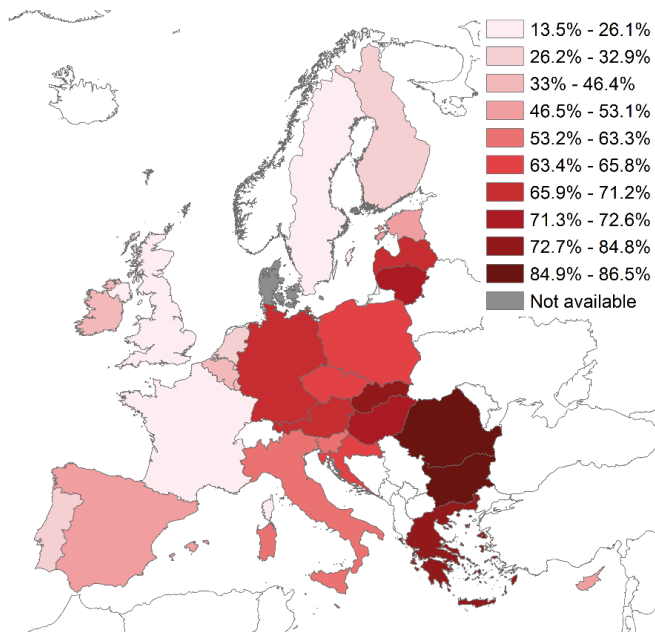 13.5% - 26.1%
26.2% - 32.9%
33% - 46.4%
46.5% - 53.1%
53.2% - 63.3%
63.4% - 65.8%
65.9% - 71.2%
71.3% - 72.6%
72.7% - 84.8%
84.9% - 86.5%
Not available